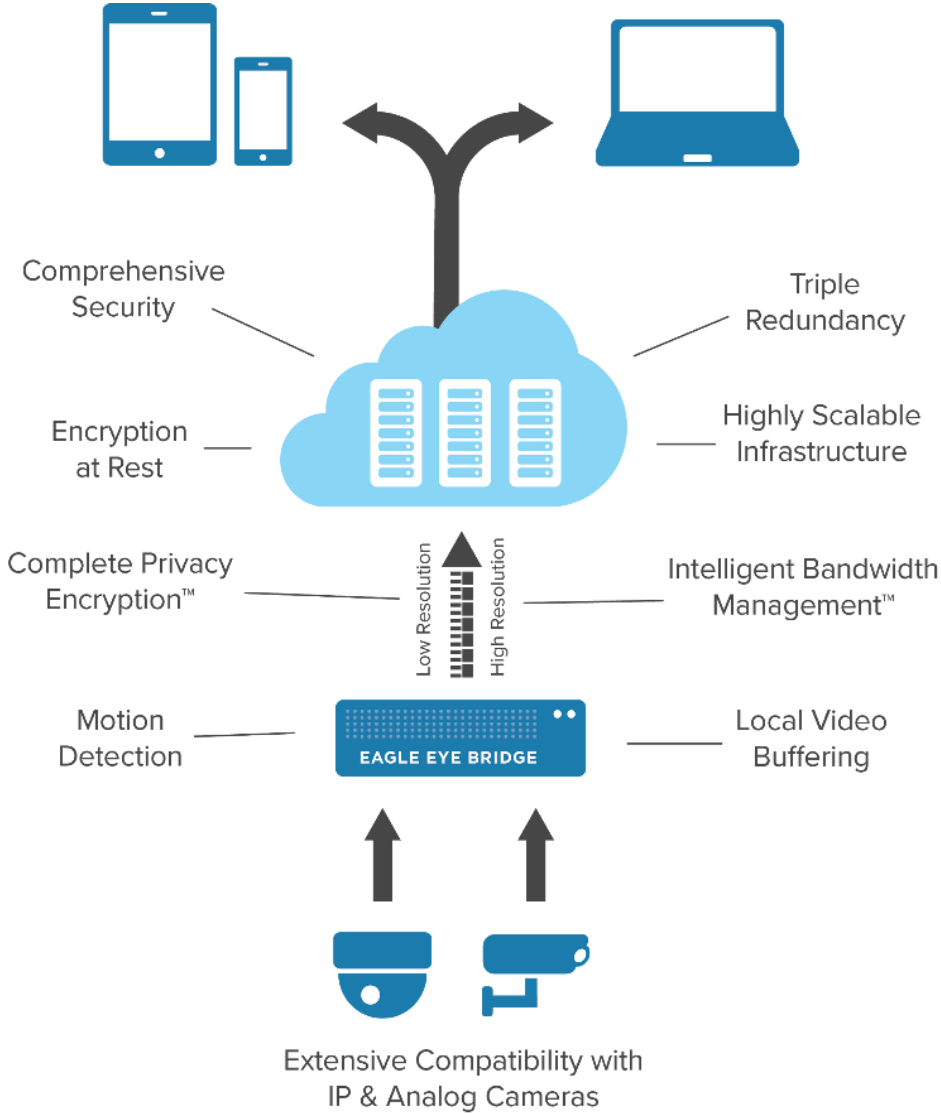 Comprehensive
Security
Triple
Redundancy
Encryption
at Rest
Highly Scalable
Infrastructure
Complete Privacy
Encryption™
Low Resolution
High Resolution
Intelligent Bandwidth
Management™
Motion
Detection
EAGLE EYE BRIDGE
Local Video
Buffering
Extensive Compatibility with
IP & Analog Cameras